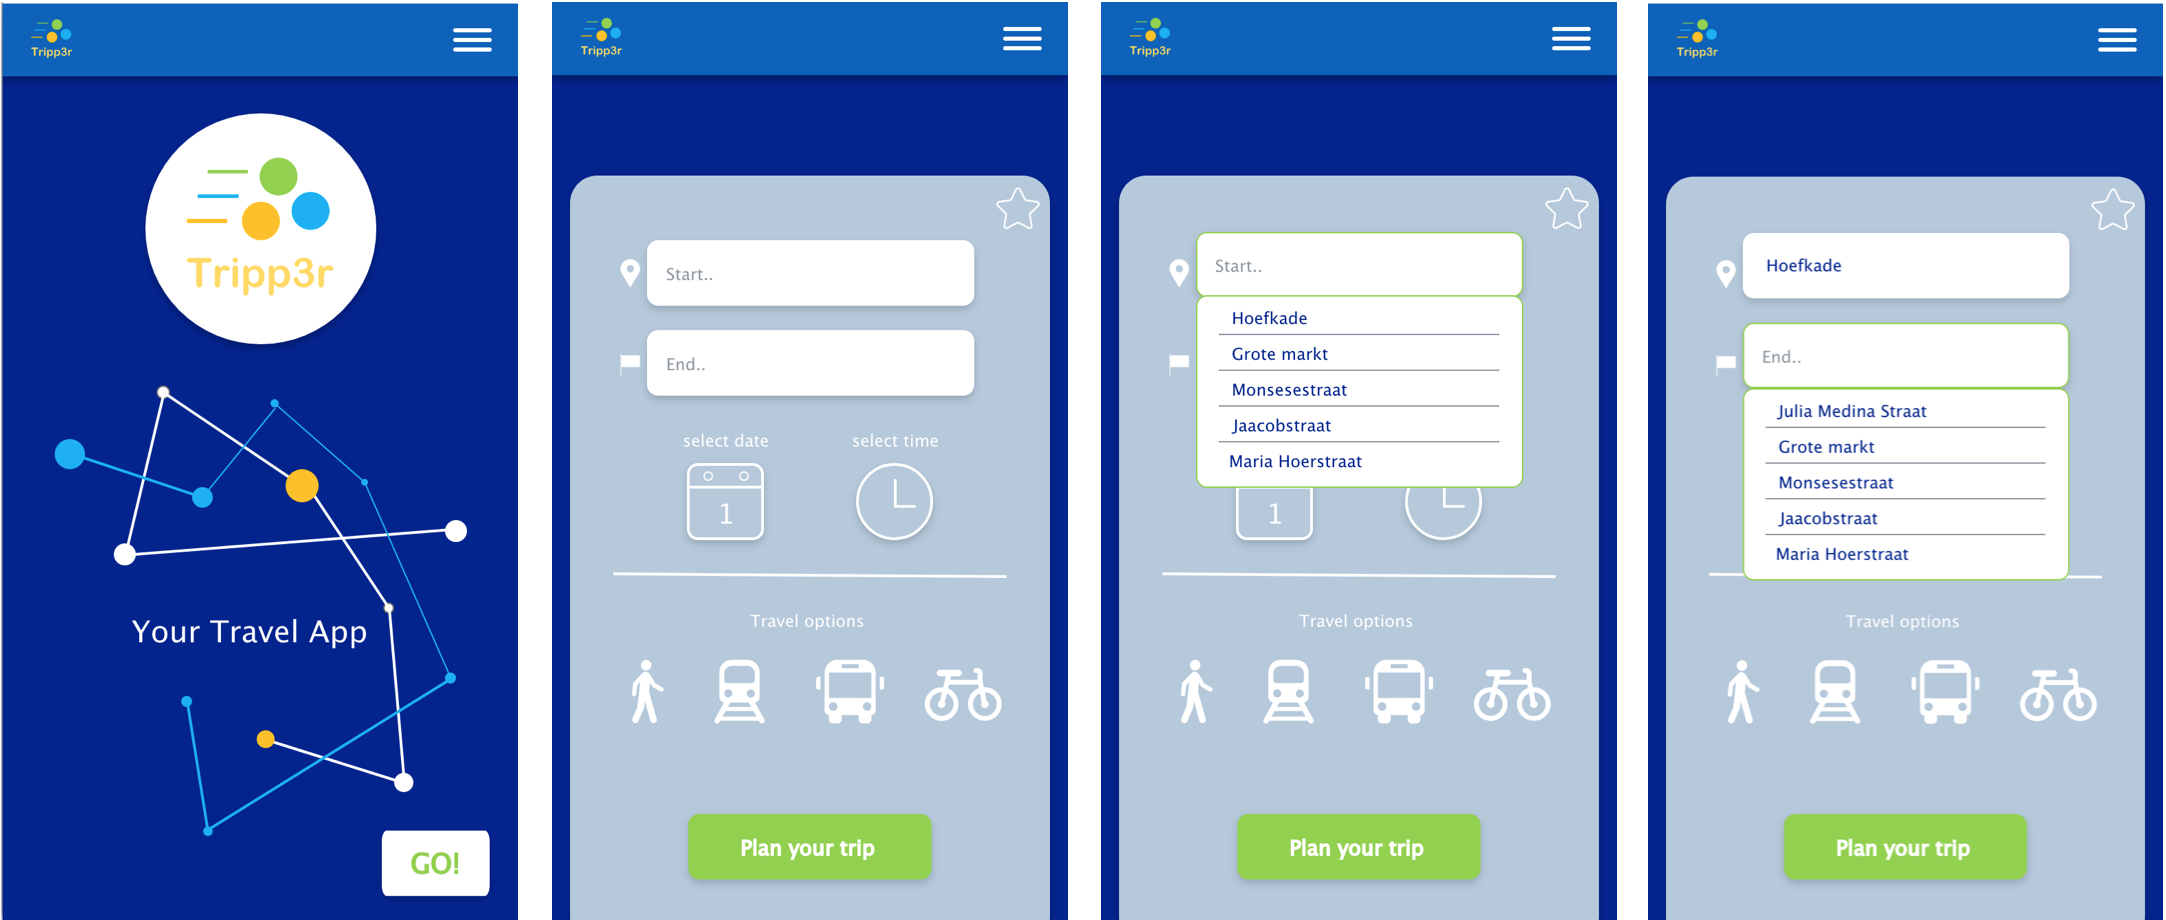 Tripp3r
Tripp3r
Your Travel App
GO!
Tripp3r
Start..
End..
select date
select time
1
Travel options
Plan your trip
Tripp3r
Start..
Hoefkade
Grote markt
Monsesestraat
Jaacobstraat
Maria Hoerstraat
1
Travel options
Plan your trip
Tripp3r
Hoefkade
End..
Julia Medina Straat
Grote markt
Monsesestraat
Jaacobstraat
Maria Hoerstraat
Travel options
Plan your trip